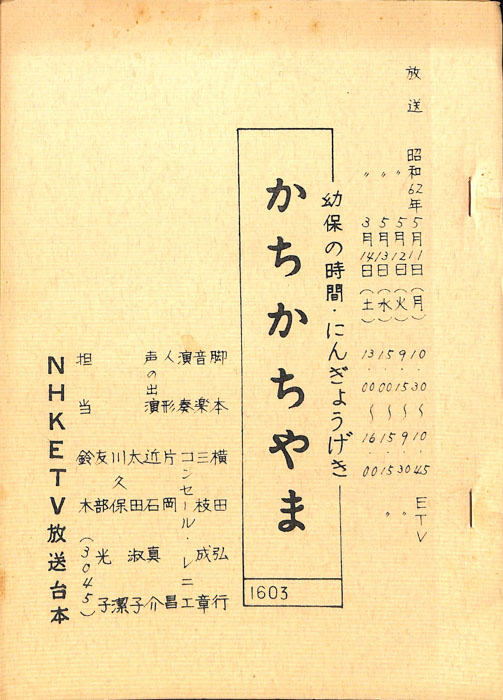 放送 昭和62年5月11日(月) 10.30〜10.45 ETV
〃 〃 5月12日(火) 9.15〜9.30 〃
〃 5月13日(水) 15.00〜15.15 〃
〃 3月14日(土) 13.00〜16.00
幼保の時間・にんぎょうげき
かちかちやま
1603
脚本 横田弘行
音楽 三枝成章
演奏 コンセール・レニエ
人形 片岡昌
声の出演 近石真介
太田淑子
川久保潔
友部光子
担当 鈴木(3045)
NHKETV放送台本